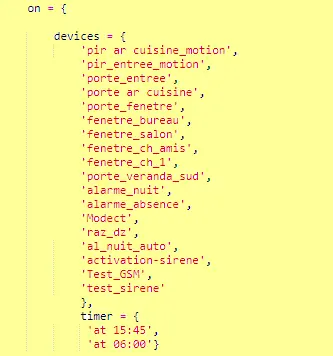 on = {
devices = {
'pir ar cuisine_motion',
'pir_entree_motion',
'porte_entree',
'porte ar cuisine',
'porte_fenetre',
'fenetre_bureau',
'fenetre_salon',
'fenetre_ch_amis',
'fenetre_ch_1',
'porte_veranda_sud',
'alarme_nuit',
'alarme_absence',
'Modect',
'raz_dz',
'al_nuit_auto',
'activation-sirene',
'Test_GSM',
'test_sirene'
},
timer = {
'at 15:45',
'at 06:00'}